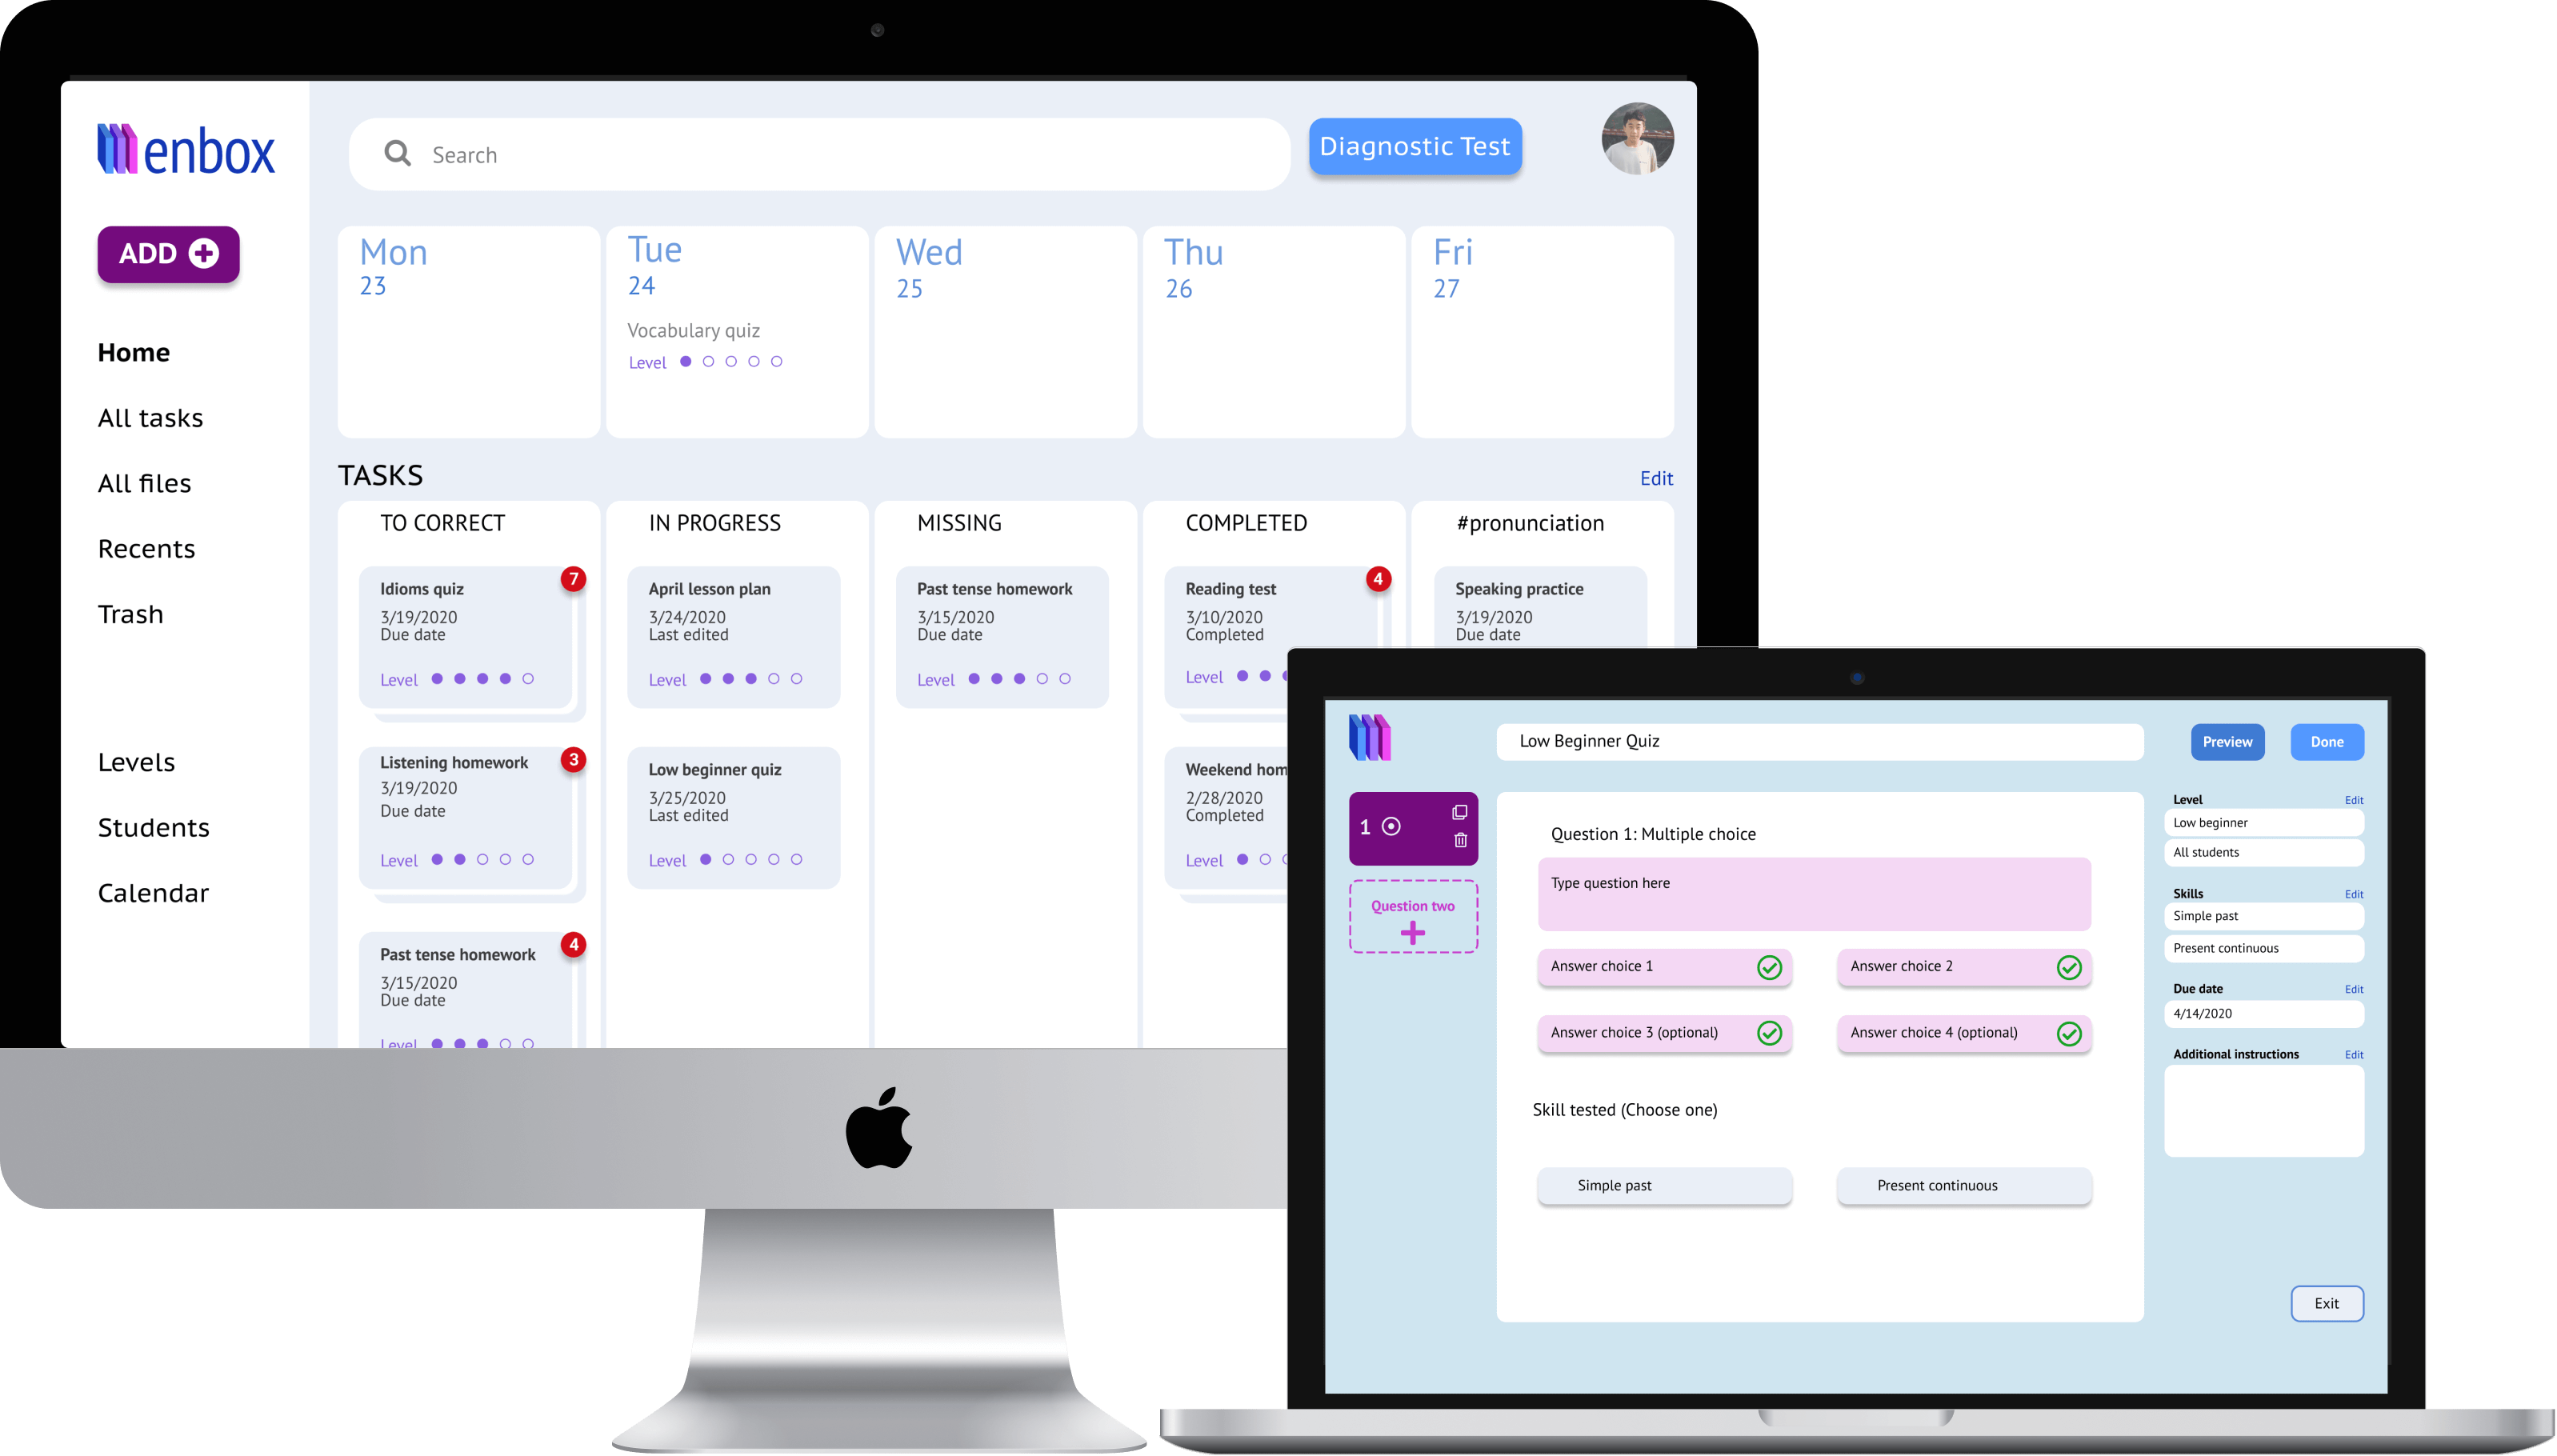 enbox
Search
Diagnostic Test
ADD
Home
All tasks
All files
Recents
Trash
Levels
Students
Calendar
Mon
23
Tue
24
Vocabulary quiz
Level
Wed
25
Thu
26
Fri
27
TASKS
Edit
TO CORRECT
Idioms quiz
7
3/19/2020
Due date
Level
Listening homework
3
3/19/2020
Due date
Level
Past tense homework
4
3/15/2020
Due date
Level
IN PROGRESS
April lesson plan
3/24/2020
Last edited
Level
Low beginner quiz
3/25/2020
Last edited
Level
MISSING
Past tense homework
3/15/2020
Due date
Level
COMPLETED
Reading test
4
3/10/2020
Completed
Level
Weekend hom
2/28/2020
Completed
Level
#pronunciation
Speaking practice
3/19/2020
Due date
Low Beginner Quiz
Preview
Done
1
Question two
Question 1: Multiple choice
Type question here
Answer choice 1
Answer choice 2
Answer choice 3 (optional)
Answer choice 4 (optional)
Skill tested (Choose one)
Simple past
Present continuous
Level
Edit
Low beginner
All students
Skills
Edit
Simple past
Present continuous
Due date
Edit
4/14/2020
Additional instructions
Edit
Exit